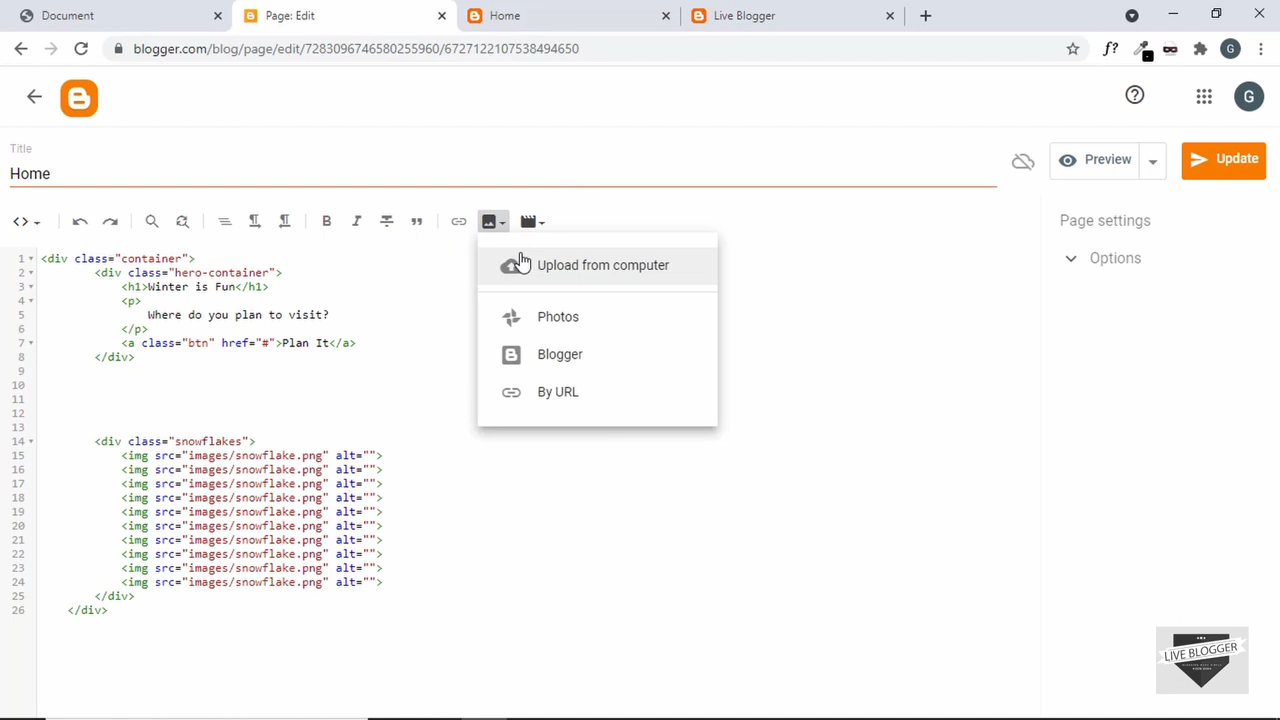 Document
Page: Edit
Home
Live Blogger
blogger.com/blog/page/edit/7283096746580255960/6727122107538494650
f?
G
G
Title
Home
Preview
Update
B
I
Page settings
Options
Upload from computer
Photos
Blogger
By URL
1 <div class="container">
2 <div class="hero-container">
3 <h1>Winter is Fun</h1>
4 <p>
5 Where do you plan to visit?
6 </p>
7 <a class="btn" href="#">Plan It</a>
8 </div>
9
10
11
12
13
14 <div class="snowflakes">
15 <img src="images/snowflake.png" alt="">
16 <img src="images/snowflake.png" alt="">
17 <img src="images/snowflake.png" alt="">
18 <img src="images/snowflake.png" alt="">
19 <img src="images/snowflake.png" alt="">
20 <img src="images/snowflake.png" alt="">
21 <img src="images/snowflake.png" alt="">
22 <img src="images/snowflake.png" alt="">
23 <img src="images/snowflake.png" alt="">
24 <img src="images/snowflake.png" alt="">
25 </div>
26 </div>
LIVE BLOGGER